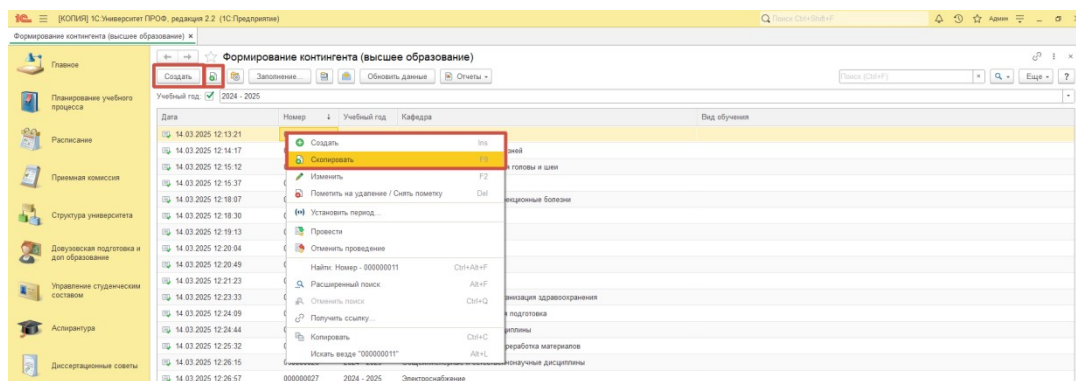 [КОПИЯ] 1С:Университет ПРОФ, редакция 2.2 (1С:Предприятие)
Поиск Ctrl+Shift+F
Админ
Формирование контингента (высшее образование) ×
Главное
Планирование учебного процесса
Расписание
Приемная комиссия
Структура университета
Довузовская подготовка и доп образование
Управление студенческим составом
Аспирантура
Диссертационные советы
Формирование контингента (высшее образование)
Создать Заполнение... Обновить данные Отчеты Поиск (Ctrl+F) × Еще ?
Учебный год: 2024 - 2025
Дата Номер ↓ Учебный год Кафедра Вид обучения
14.03.2025 12:13:21
14.03.2025 12:14:17
14.03.2025 12:15:12 головы и шеи
14.03.2025 12:15:37
14.03.2025 12:18:07 болезни
14.03.2025 12:18:30
14.03.2025 12:19:13
14.03.2025 12:20:04
14.03.2025 12:20:49
14.03.2025 12:21:23
14.03.2025 12:23:33 здравоохранения
14.03.2025 12:24:09 подготовка
14.03.2025 12:24:44
14.03.2025 12:25:32 материалов
14.03.2025 12:26:15 дисциплины
14.03.2025 12:26:57 000000027 2024 - 2025 Электроснабжение
Создать Ins
Скопировать F9
Изменить F2
Пометить на удаление / Снять пометку Del
Установить период...
Провести
Отменить проведение
Найти: Номер - 000000011 Ctrl+Alt+F
Расширенный поиск Alt+F
Отменить поиск Ctrl+Q
Получить ссылку...
Копировать Ctrl+C
Искать везде "000000011" Alt+L